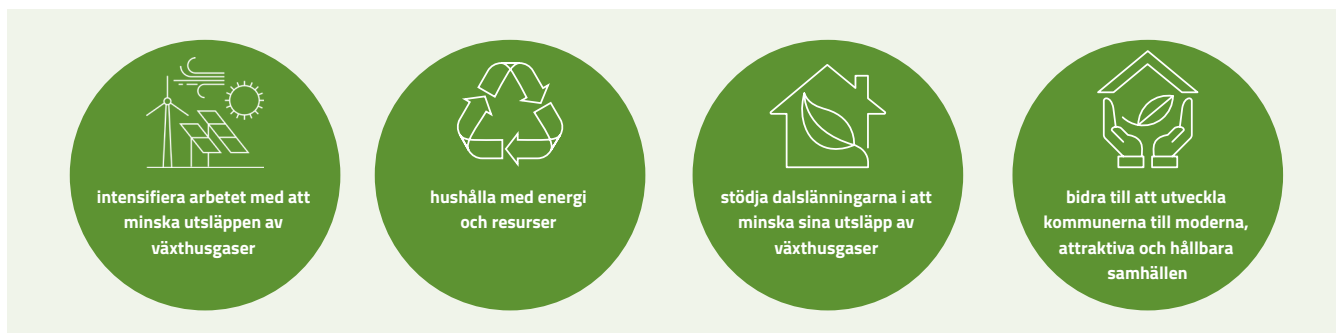 intensifiera arbetet med att
minska utsläppen av
växthusgaser
hushålla med energi
och resurser
stödja dalslänningarna i att
minska sina utsläpp av
växthusgaser
bidra till att utveckla
kommunerna till moderna,
attraktiva och hållbara
samhällen